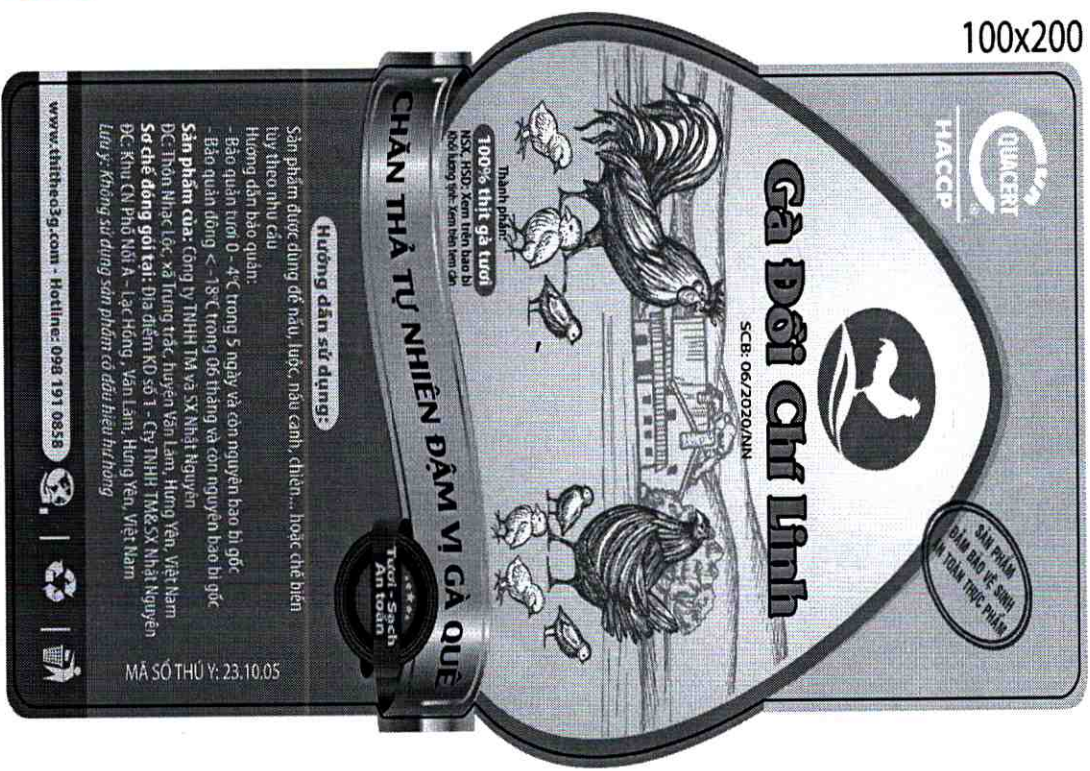 100x200
QUACERT
HACCP
SẢN PHẨM
ĐẢM BẢO VỆ SINH
AN TOÀN THỰC PHẨM
Gà Đồi Chí Linh
SCB: 06/2020/NN
Thành phần:
100% thịt gà tươi
NSX, HSD: Xem trên bao bì
Khối lượng tịnh: Xem trên tem cân
CHĂN THẢ TỰ NHIÊN ĐẬM VỊ GÀ QUÊ
Tươi - Sạch
An toàn
Hướng dẫn sử dụng:
Sản phẩm được dùng để nấu, luộc, nấu canh, chiên... hoặc chế biến
tùy theo nhu cầu
Hướng dẫn bảo quản:
- Bảo quản tươi 0 - 4°C trong 5 ngày và còn nguyên bao bì gốc
- Bảo quản đông <- 18°C trong 06 tháng và còn nguyên bao bì gốc
Sản phẩm của: Công ty TNHH TM và SX Nhật Nguyên
ĐC: Thôn Nhạc Lộc, xã Trưng trắc, huyện Văn Lâm, Hưng Yên, Việt Nam
Sơ chế đóng gói tại: Địa điểm KD số 1 - Cty TNHH TM&SX Nhật Nguyên
ĐC: Khu CN Phố Nối A - Lạc Hồng, Văn Lâm, Hưng Yên, Việt Nam
Lưu ý: Không sử dụng sản phẩm có dấu hiệu hư hỏng
MÃ SỐ THÚ Y: 23.10.05
www.thitheo3g.com - Hotline: 098 191 0858